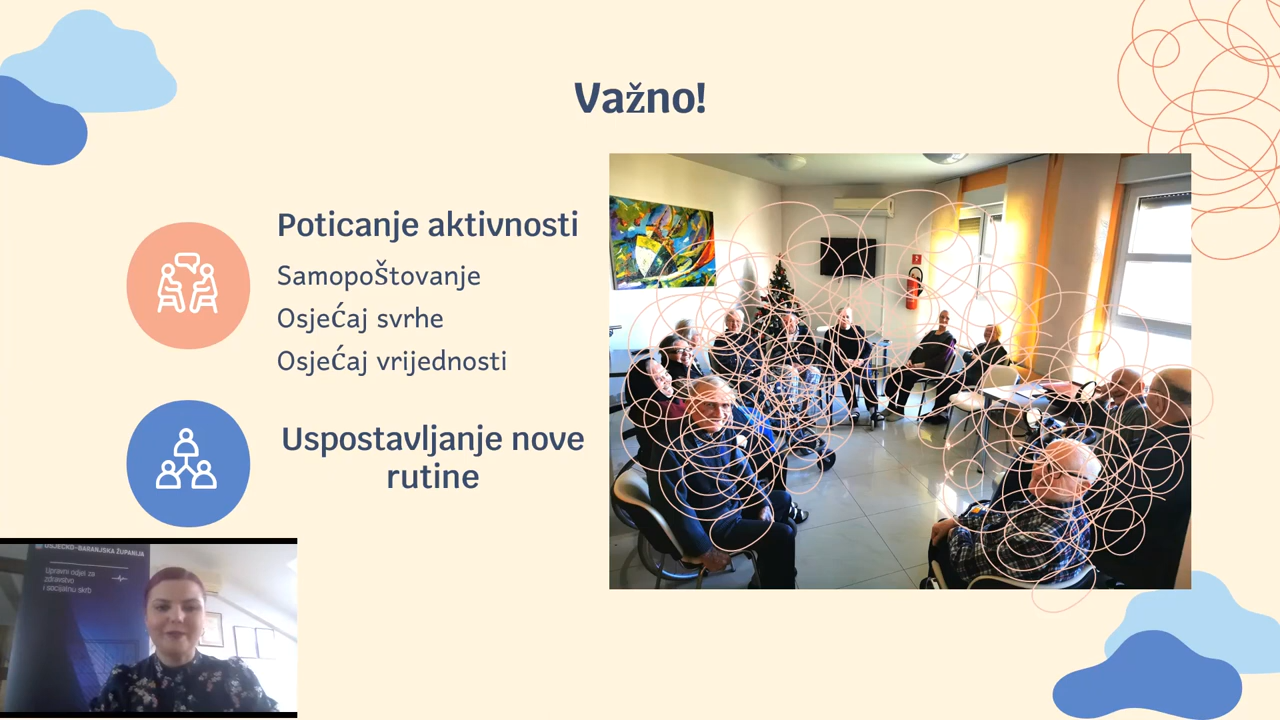 Važno!
Poticanje aktivnosti
Samopoštovanje
Osjećaj svrhe
Osjećaj vrijednosti
Uspostavljanje nove
rutine
OSJEČKO-BARANJSKA ŽUPANIJA
Upravni odjel za
zdravstvo
i socijalnu skrb